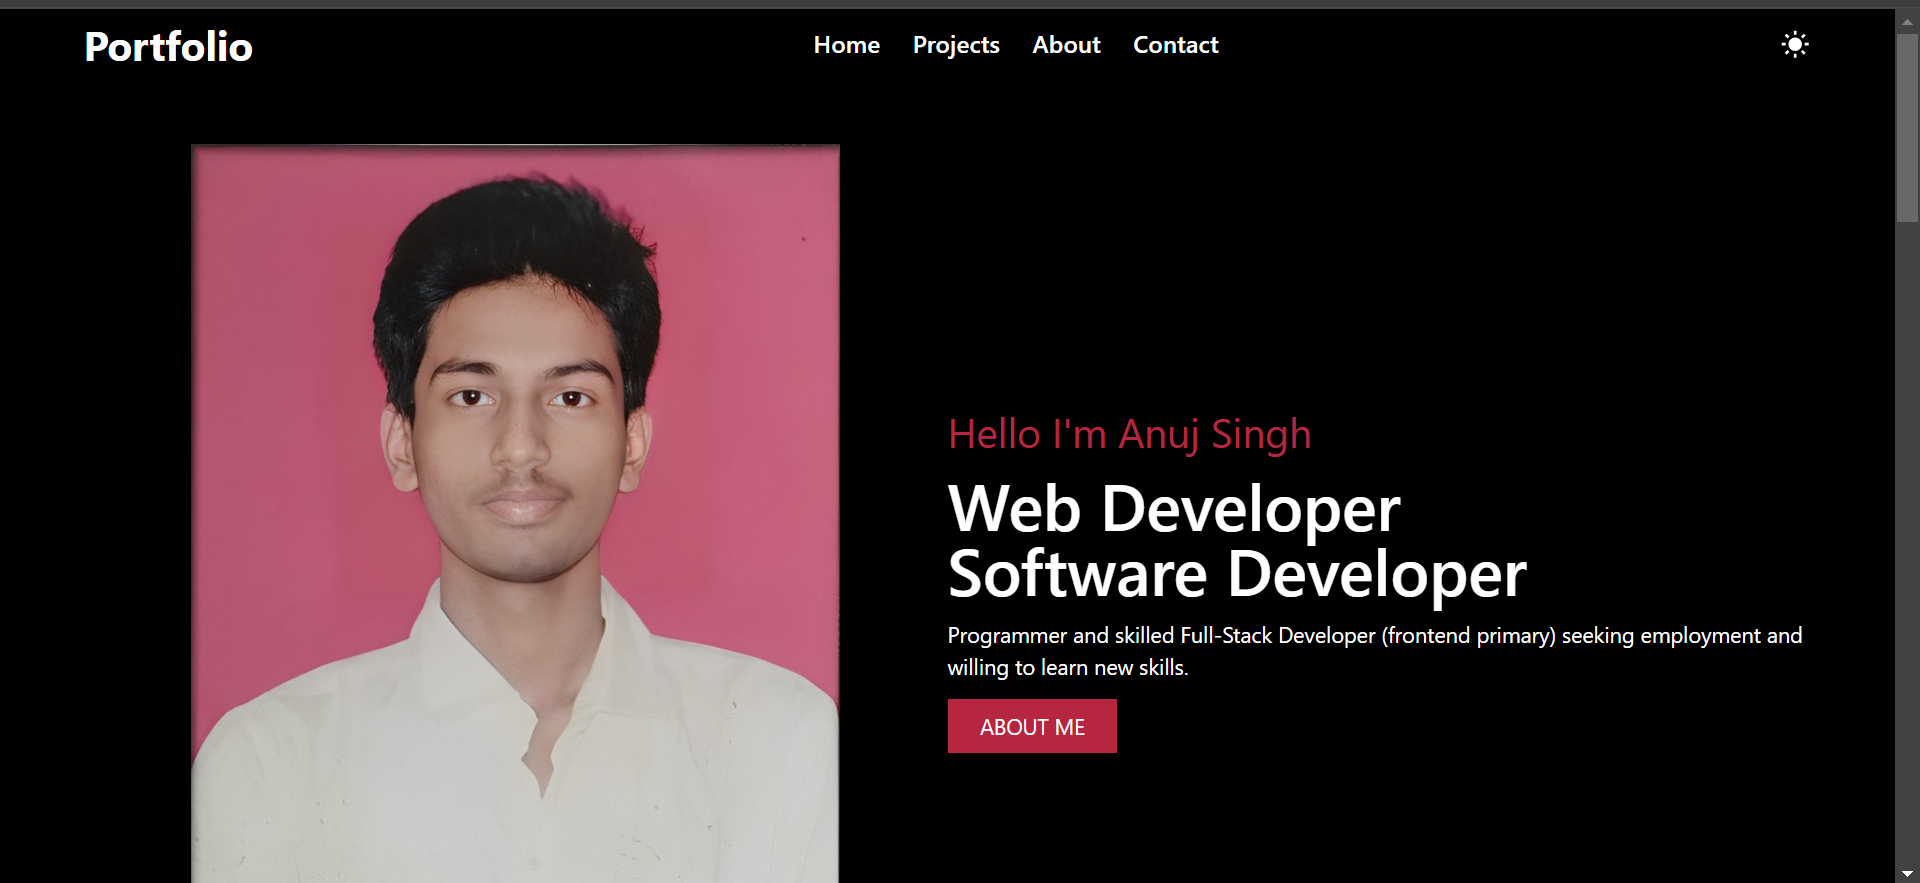 Portfolio
Home Projects About Contact
Hello I'm Anuj Singh
Web Developer
Software Developer
Programmer and skilled Full-Stack Developer (frontend primary) seeking employment and
willing to learn new skills.
ABOUT ME